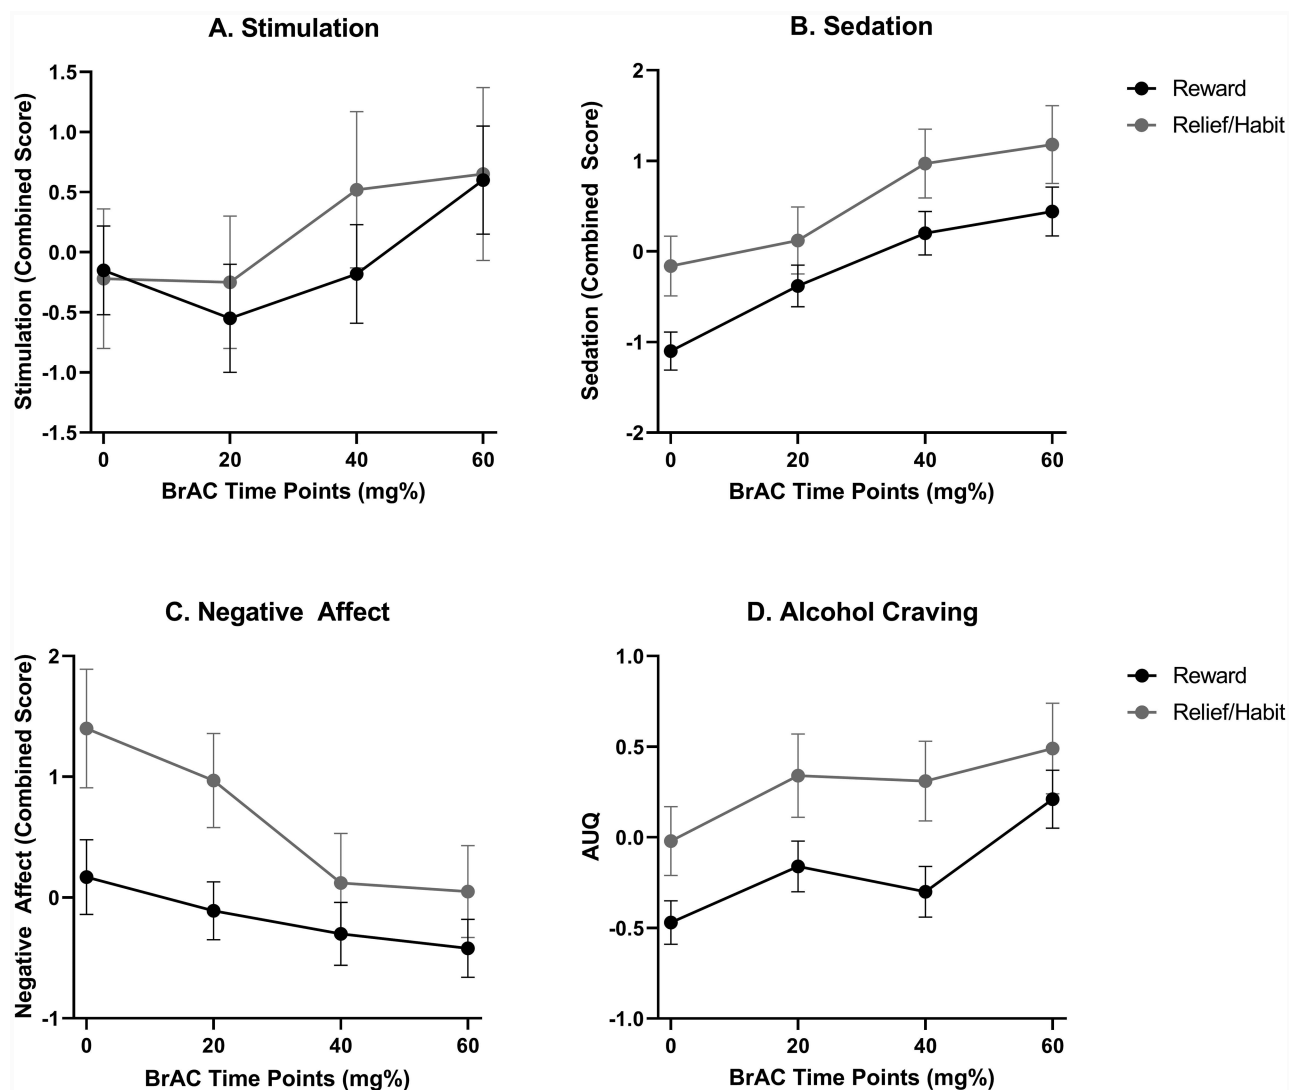 A. Stimulation
Stimulation (Combined Score)
1.5
1.0
0.5
0.0
-0.5
-1.0
-1.5
0 20 40 60
BrAC Time Points (mg%)
B. Sedation
Sedation (Combined Score)
2
1
0
-1
-2
0 20 40 60
BrAC Time Points (mg%)
Reward
Relief/Habit
C. Negative Affect
Negative Affect (Combined Score)
2
1
0
-1
0 20 40 60
BrAC Time Points (mg%)
D. Alcohol Craving
AUQ
1.0
0.5
0.0
-0.5
-1.0
0 20 40 60
BrAC Time Points (mg%)
Reward
Relief/Habit